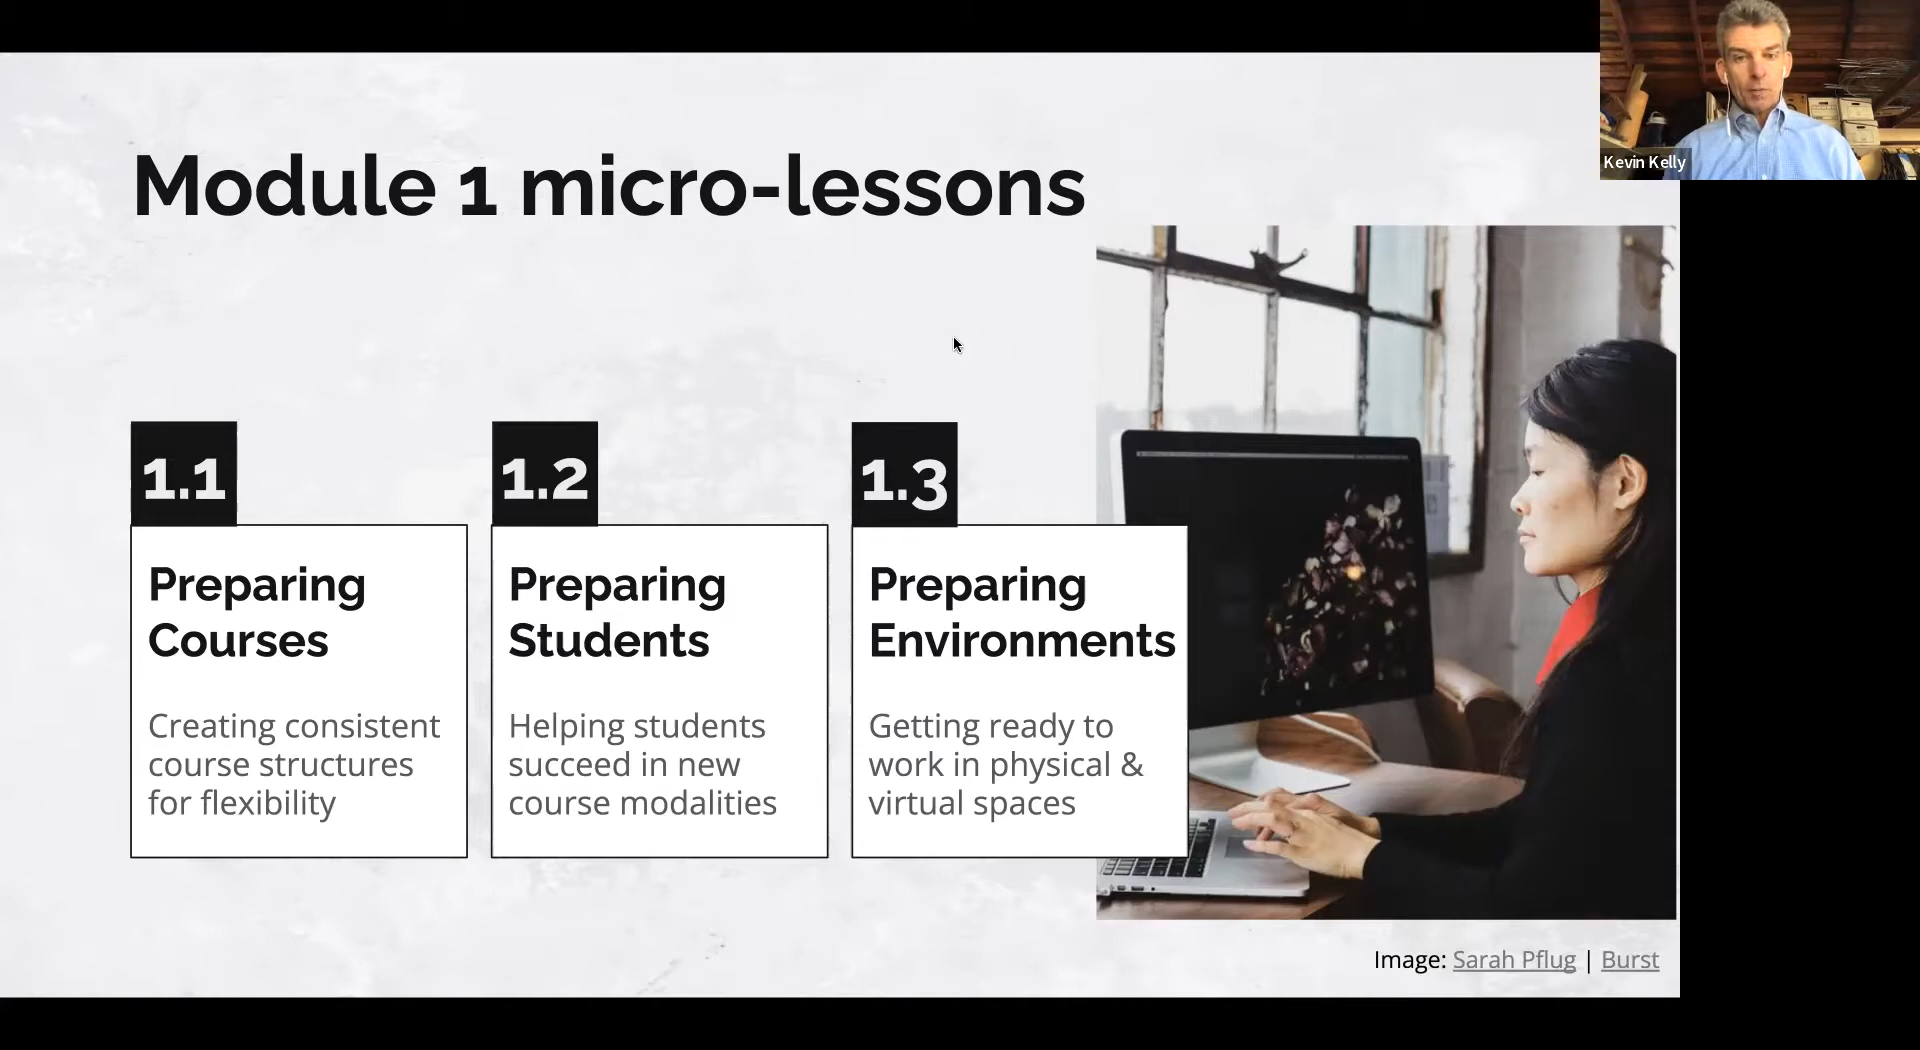 Module 1 micro-lessons
Kevin Kelly
1.1
Preparing
Courses
Creating consistent
course structures
for flexibility
1.2
Preparing
Students
Helping students
succeed in new
course modalities
1.3
Preparing
Environments
Getting ready to
work in physical &
virtual spaces
Image: Sarah Pflug | Burst